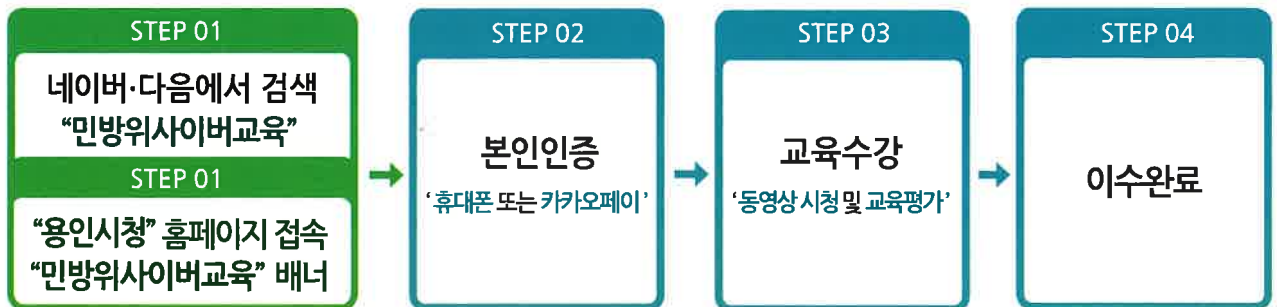 STEP 01
네이버·다음에서 검색
“민방위사이버교육”
STEP 01
“용인시청” 홈페이지 접속
“민방위사이버교육” 배너
STEP 02
본인인증
‘휴대폰 또는 카카오페이’
STEP 03
교육수강
‘동영상 시청 및 교육평가’
STEP 04
이수완료